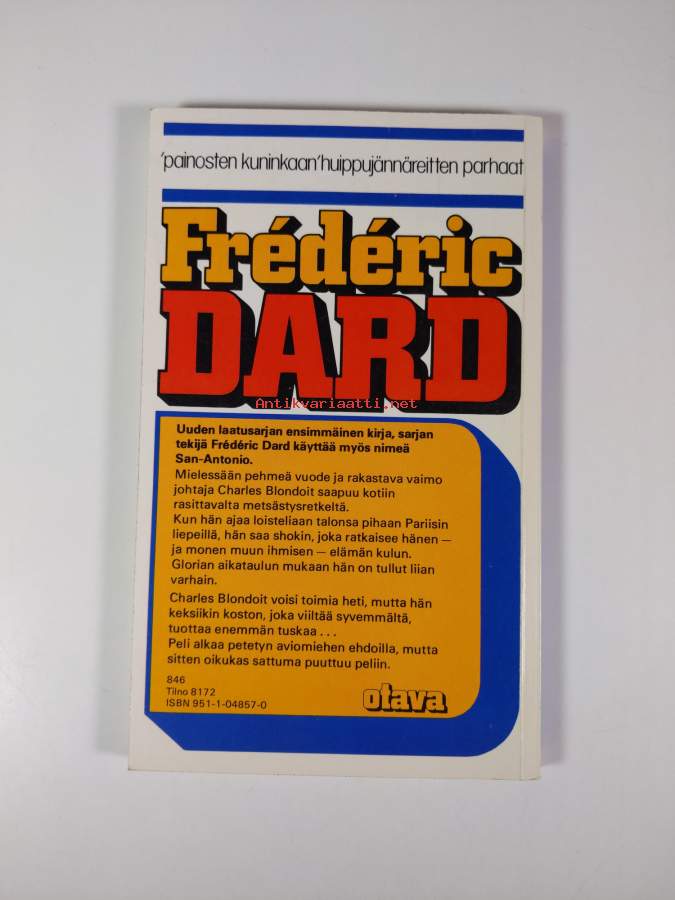 'painosten kuninkaan' huippujännäreitten parhaat
Frédéric
DARD
Antikvariaatti.net
Uuden laatusarjan ensimmäinen kirja, sarjan
tekijä Frédéric Dard käyttää myös nimeä
San-Antonio.
Mielessään pehmeä vuode ja rakastava vaimo
johtaja Charles Blondoit saapuu kotiin
rasittavalta metsästysretkeltä.
Kun hän ajaa loisteliaan talonsa pihaan Pariisin
liepeillä, hän saa shokin, joka ratkaisee hänen –
ja monen muun ihmisen – elämän kulun.
Glorian aikataulun mukaan hän on tullut liian
varhain.
Charles Blondoit voisi toimia heti, mutta hän
keksiikin koston, joka viiltää syvemmältä,
tuottaa enemmän tuskaa ...
Peli alkaa petetyn aviomiehen ehdoilla, mutta
sitten oikukas sattuma puuttuu peliin.
846
Tilno 8172
ISBN 951-1-04857-0
otava